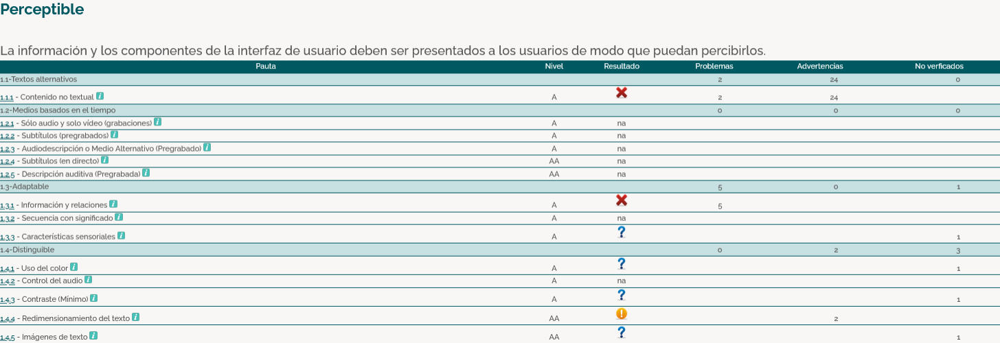 Perceptible
La información y los componentes de la interfaz de usuario deben ser presentados a los usuarios de modo que puedan percibirlos.
Pauta Nivel Resultado Problemas Advertencias No verficados
1.1-Textos alternativos 2 24 0
1.1.1 - Contenido no textual i A 2 24
1.2-Medios basados en el tiempo 0 0 0
1.2.1 - Sólo audio y solo vídeo (grabaciones) i A na
1.2.2 - Subtítulos (pregrabados) i A na
1.2.3 - Audiodescripción o Medio Alternativo (Pregrabado) i A na
1.2.4 - Subtítulos (en directo) i AA na
1.2.5 - Descripción auditiva (Pregrabada) i AA na
1.3-Adaptable 5 0 1
1.3.1 - Información y relaciones i A 5
1.3.2 - Secuencia con significado i A na
1.3.3 - Características sensoriales i A ? 1
1.4-Distinguible 0 2 3
1.4.1 - Uso del color i A ? 1
1.4.2 - Control del audio i A na
1.4.3 - Contraste (Mínimo) i A ? 1
1.4.4 - Redimensionamiento del texto i AA ! 2
1.4.5 - Imágenes de texto i AA ? 1